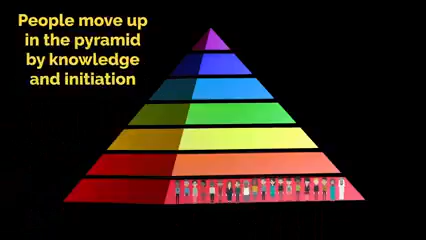 People move up
in the pyramid
by knowledge
and initiation